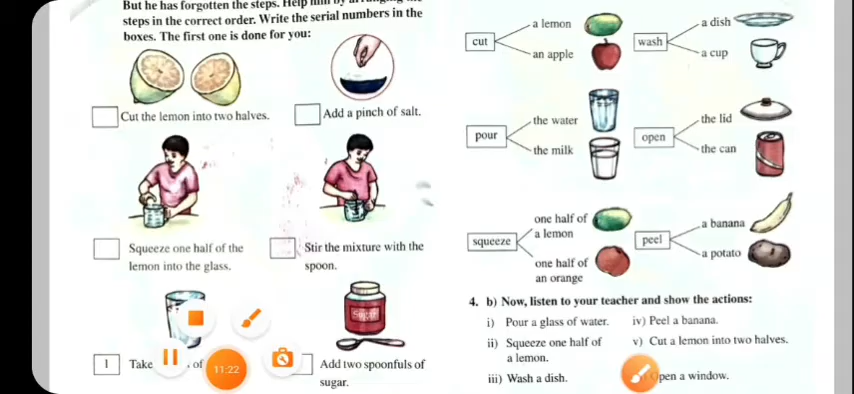 But he has forgotten the steps. Help him by
steps in the correct order. Write the serial numbers in the
boxes. The first one is done for you:
Cut the lemon into two halves.
Add a pinch of salt.
Squeeze one half of the
lemon into the glass.
Stir the mixture with the
spoon.
Sugar
1 Take of
11:22
Add two spoonfuls of
sugar.
cut
a lemon
an apple
wash
a dish
a cup
pour
the water
the milk
open
the lid
the can
squeeze
one half of
a lemon
one half of
an orange
peel
a banana
a potato
4. b) Now, listen to your teacher and show the actions:
i) Pour a glass of water.
iv) Peel a banana.
ii) Squeeze one half of
a lemon.
v) Cut a lemon into two halves.
iii) Wash a dish.
Open a window.